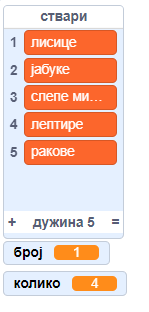 ствари
1 лисице
2 јабуке
3 слепе ми...
4 лептире
5 ракове
+ дужина 5 =
број 1
колико 4